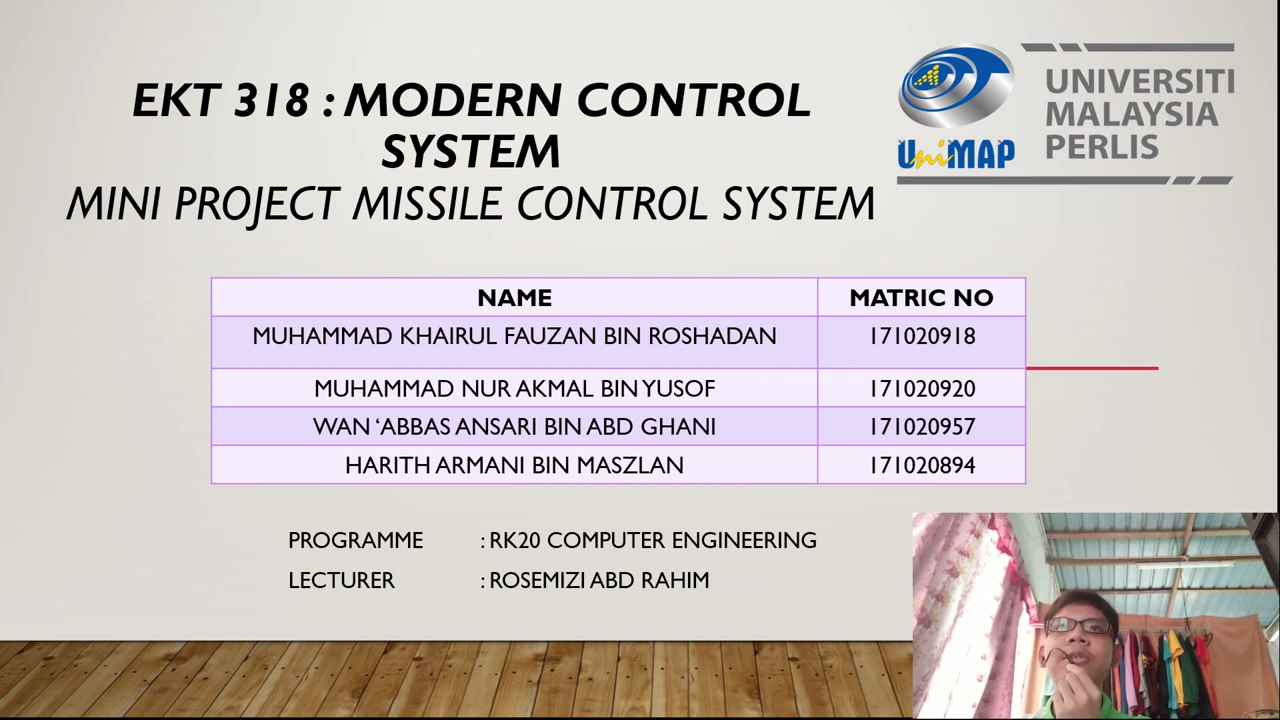 EKT 318 : MODERN CONTROL
SYSTEM
MINI PROJECT MISSILE CONTROL SYSTEM
UniMAP
UNIVERSITI
MALAYSIA
PERLIS
NAME MATRIC NO
MUHAMMAD KHAIRUL FAUZAN BIN ROSHADAN 171020918
MUHAMMAD NUR AKMAL BIN YUSOF 171020920
WAN ‘ABBAS ANSARI BIN ABD GHANI 171020957
HARITH ARMANI BIN MASZLAN 171020894
PROGRAMME : RK20 COMPUTER ENGINEERING
LECTURER : ROSEMIZI ABD RAHIM